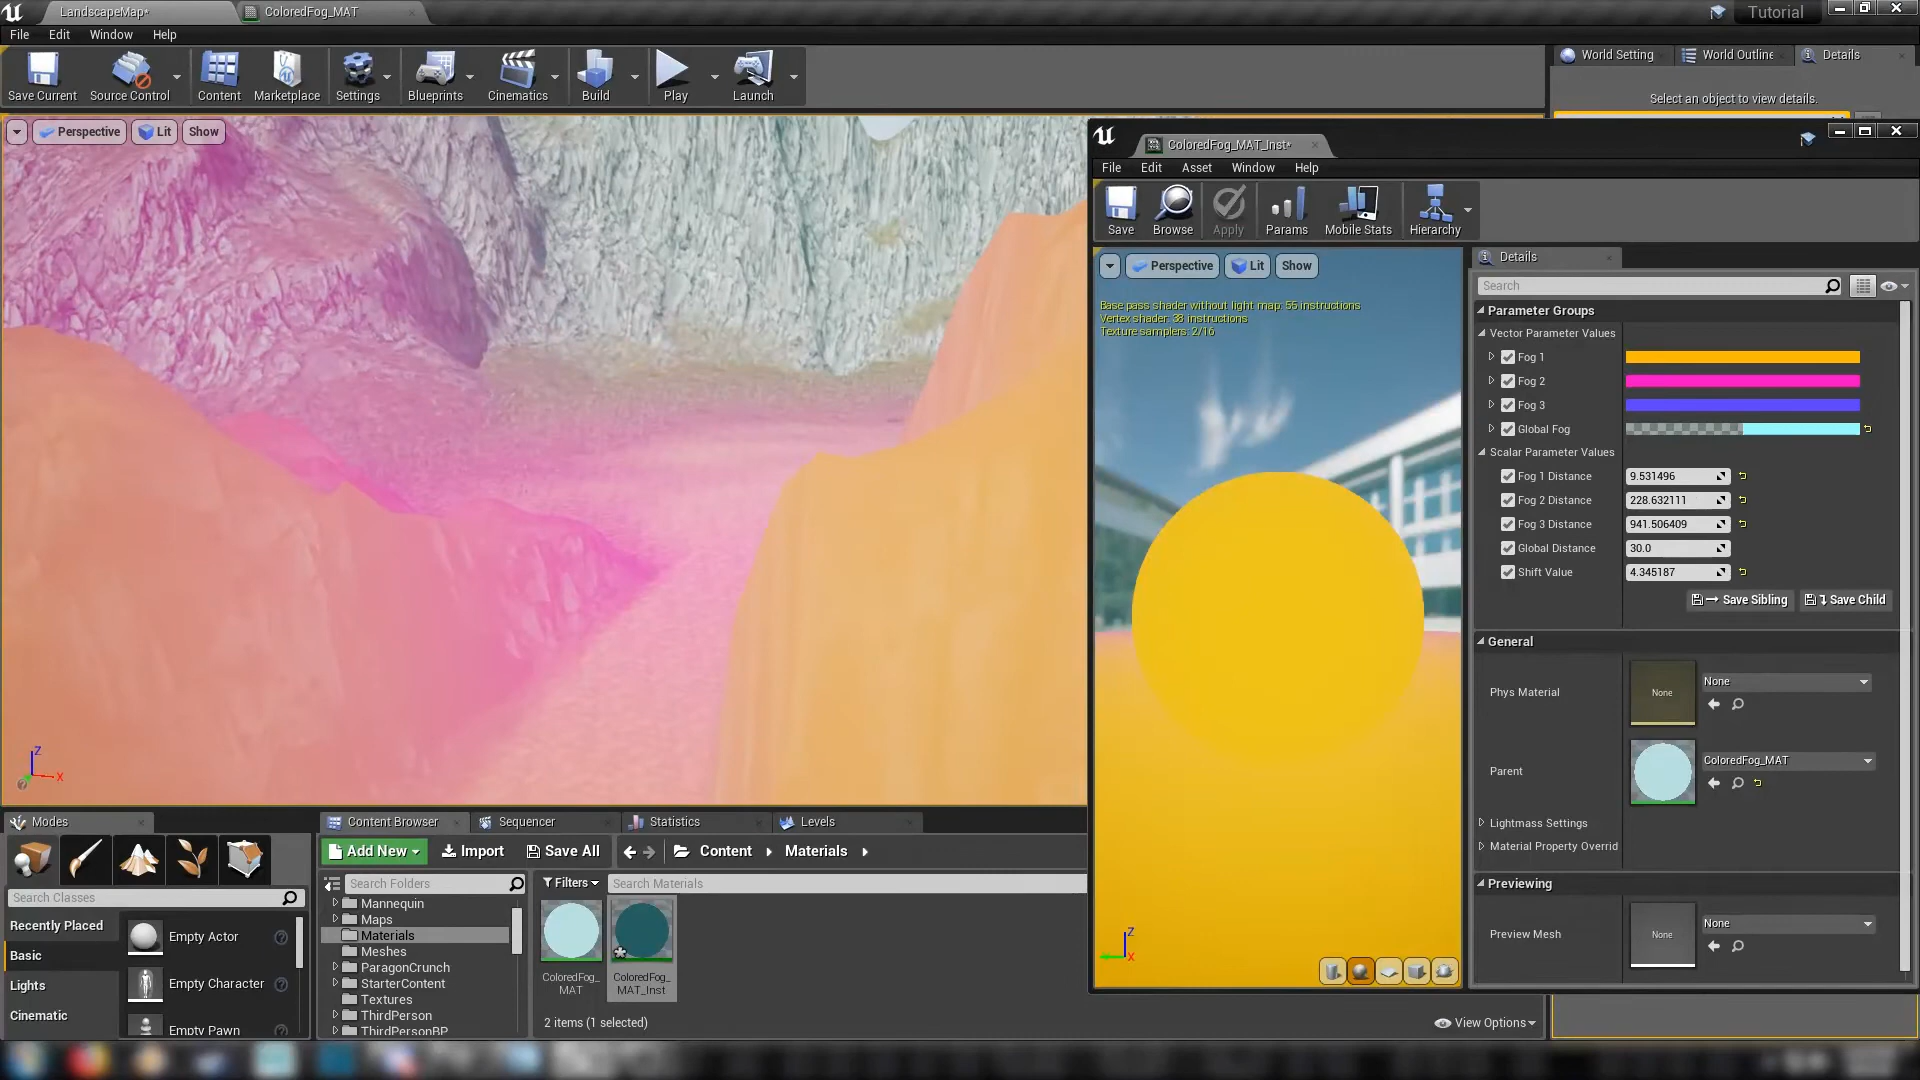 LandscapeMap*
ColoredFog_MAT
Tutorial
File Edit Window Help
Save Current
Source Control
Content
Marketplace
Settings
Blueprints
Cinematics
Build
Play
Launch
World Setting
World Outline
Details
Select an object to view details.
Perspective
Lit
Show
ColoredFog_MAT_Inst*
File Edit Asset Window Help
Save
Browse
Apply
Params
Mobile Stats
Hierarchy
Perspective
Lit
Show
Base pass shader without light map: 55 instructions
Vertex shader: 38 instructions
Texture samplers: 2/16
Z
X
Details
Search
Parameter Groups
Vector Parameter Values
Fog 1
Fog 2
Fog 3
Global Fog
Scalar Parameter Values
Fog 1 Distance 9.531496
Fog 2 Distance 228.632111
Fog 3 Distance 941.506409
Global Distance 30.0
Shift Value 4.345187
Save Sibling
Save Child
General
Phys Material
None
None
Parent
ColoredFog_MAT
Lightmass Settings
Material Property Overrid
Previewing
Preview Mesh
None
None
Z
X
Modes
Search Classes
Recently Placed
Basic
Lights
Cinematic
Empty Actor
Empty Character
Empty Pawn
Content Browser
Sequencer
Statistics
Levels
Add New
Import
Save All
Content
Materials
Search Folders
Filters
Search Materials
Mannequin
Maps
Materials
Meshes
ParagonCrunch
StarterContent
Textures
ThirdPerson
ThirdPersonBP
ColoredFog_
MAT
ColoredFog_
MAT_Inst
2 items (1 selected)
View Options